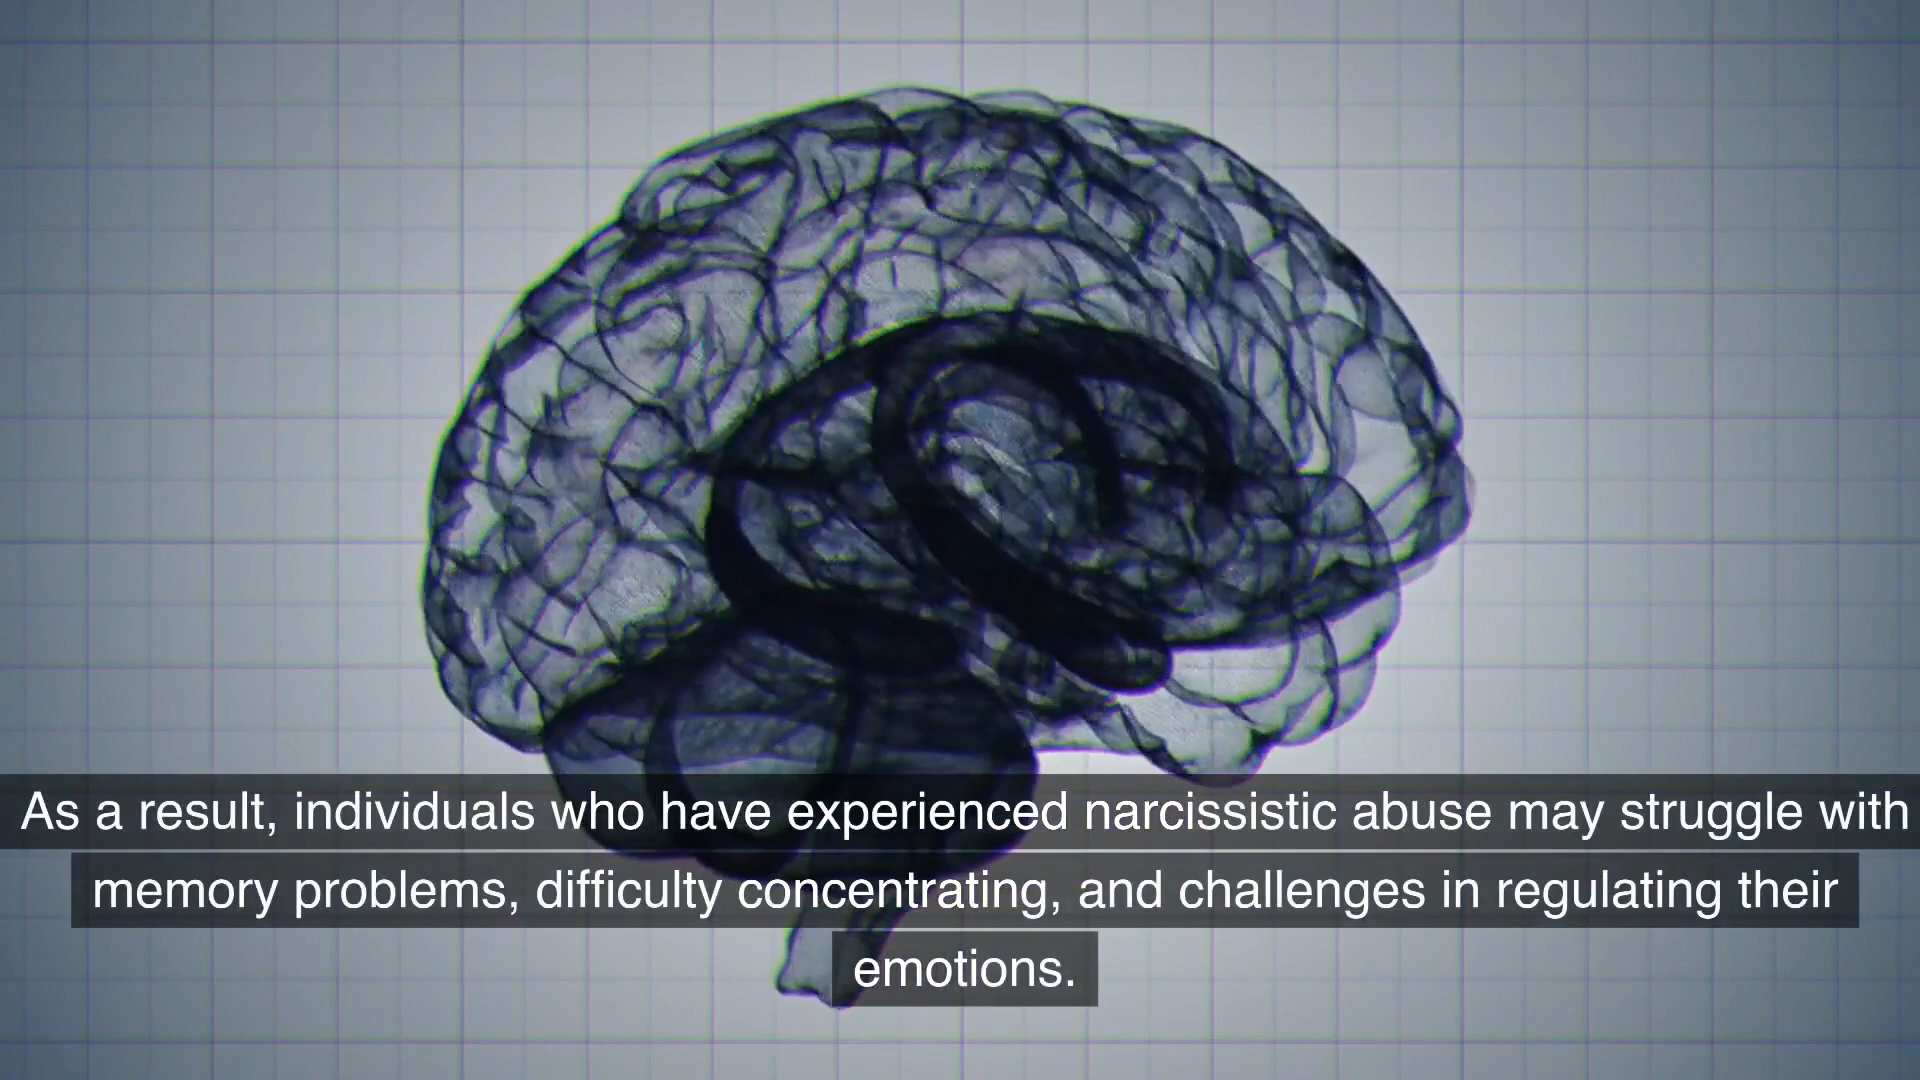 As a result, individuals who have experienced narcissistic abuse may struggle with
memory problems, difficulty concentrating, and challenges in regulating their
emotions.